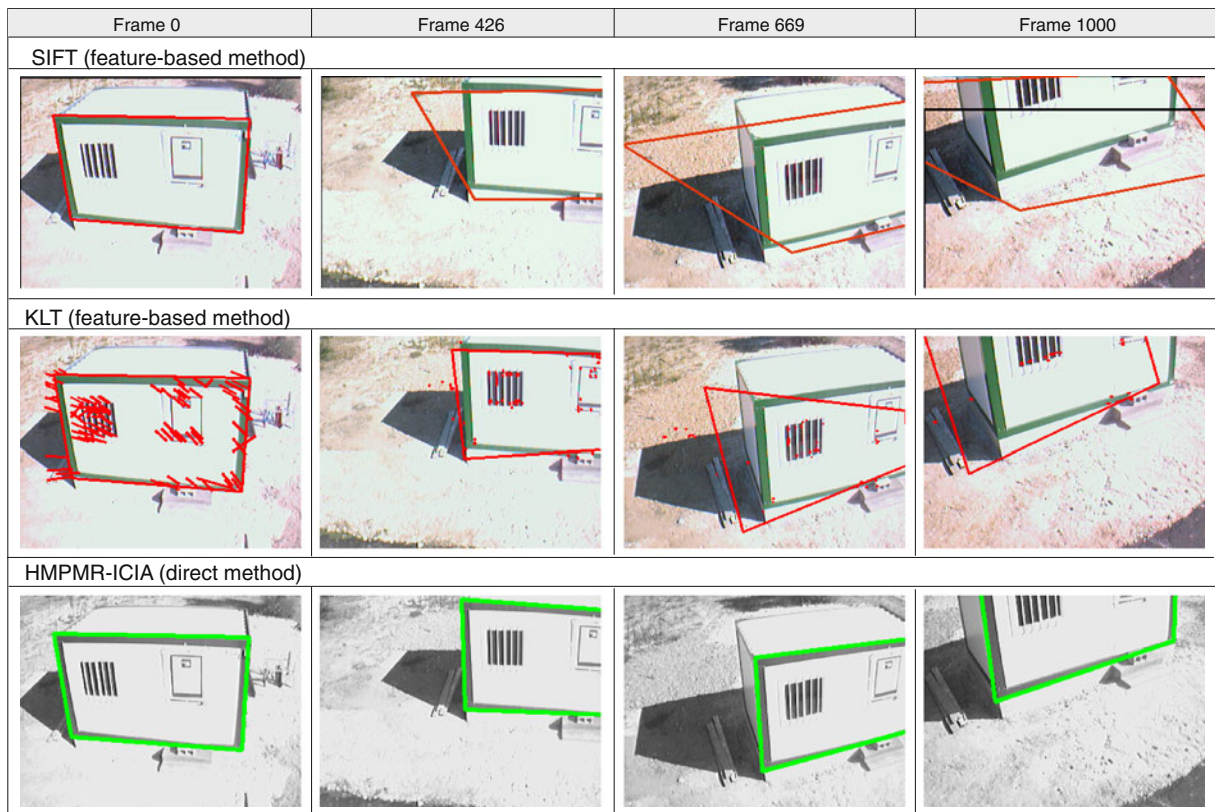 Frame 0 Frame 426 Frame 669 Frame 1000
SIFT (feature-based method)
KLT (feature-based method)
HMPMR-ICIA (direct method)